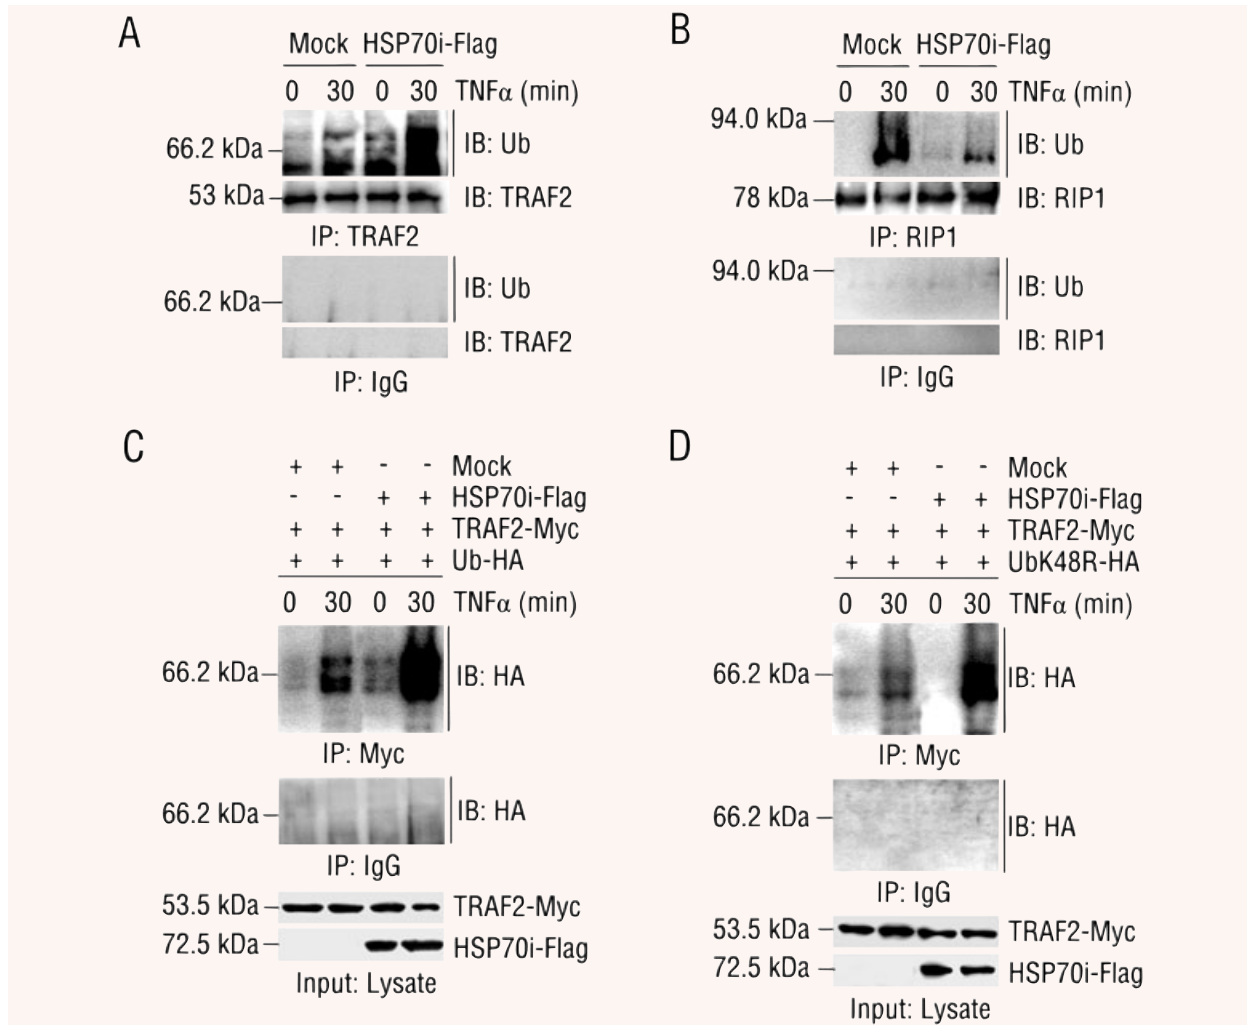 A
Mock HSP70i-Flag
0 30 0 30 TNFα (min)
66.2 kDa
IB: Ub
53 kDa
IB: TRAF2
IP: TRAF2
66.2 kDa
IB: Ub
IB: TRAF2
IP: IgG
B
Mock HSP70i-Flag
0 30 0 30 TNFα (min)
94.0 kDa
IB: Ub
78 kDa
IB: RIP1
IP: RIP1
94.0 kDa
IB: Ub
IB: RIP1
IP: IgG
C
+ + - - Mock
- - + + HSP70i-Flag
+ + + + TRAF2-Myc
+ + + + Ub-HA
0 30 0 30 TNFα (min)
66.2 kDa
IB: HA
IP: Myc
66.2 kDa
IB: HA
IP: IgG
53.5 kDa
TRAF2-Myc
72.5 kDa
HSP70i-Flag
Input: Lysate
D
+ + - - Mock
- - + + HSP70i-Flag
+ + + + TRAF2-Myc
+ + + + UbK48R-HA
0 30 0 30 TNFα (min)
66.2 kDa
IB: HA
IP: Myc
66.2 kDa
IB: HA
IP: IgG
53.5 kDa
TRAF2-Myc
72.5 kDa
HSP70i-Flag
Input: Lysate